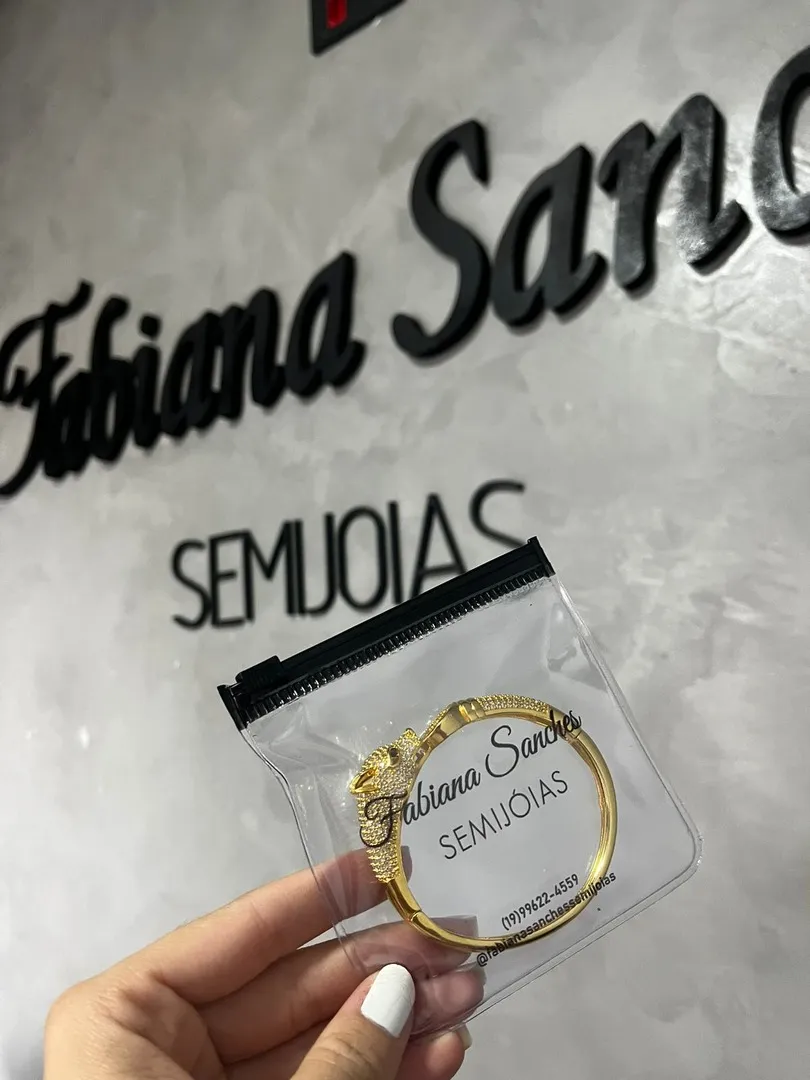 Fabiana Sanc
SEMIJOIAS
Fabiana Sanches
SEMIJÓIAS
(19)99622-4559
@fabianasanchessemijoias